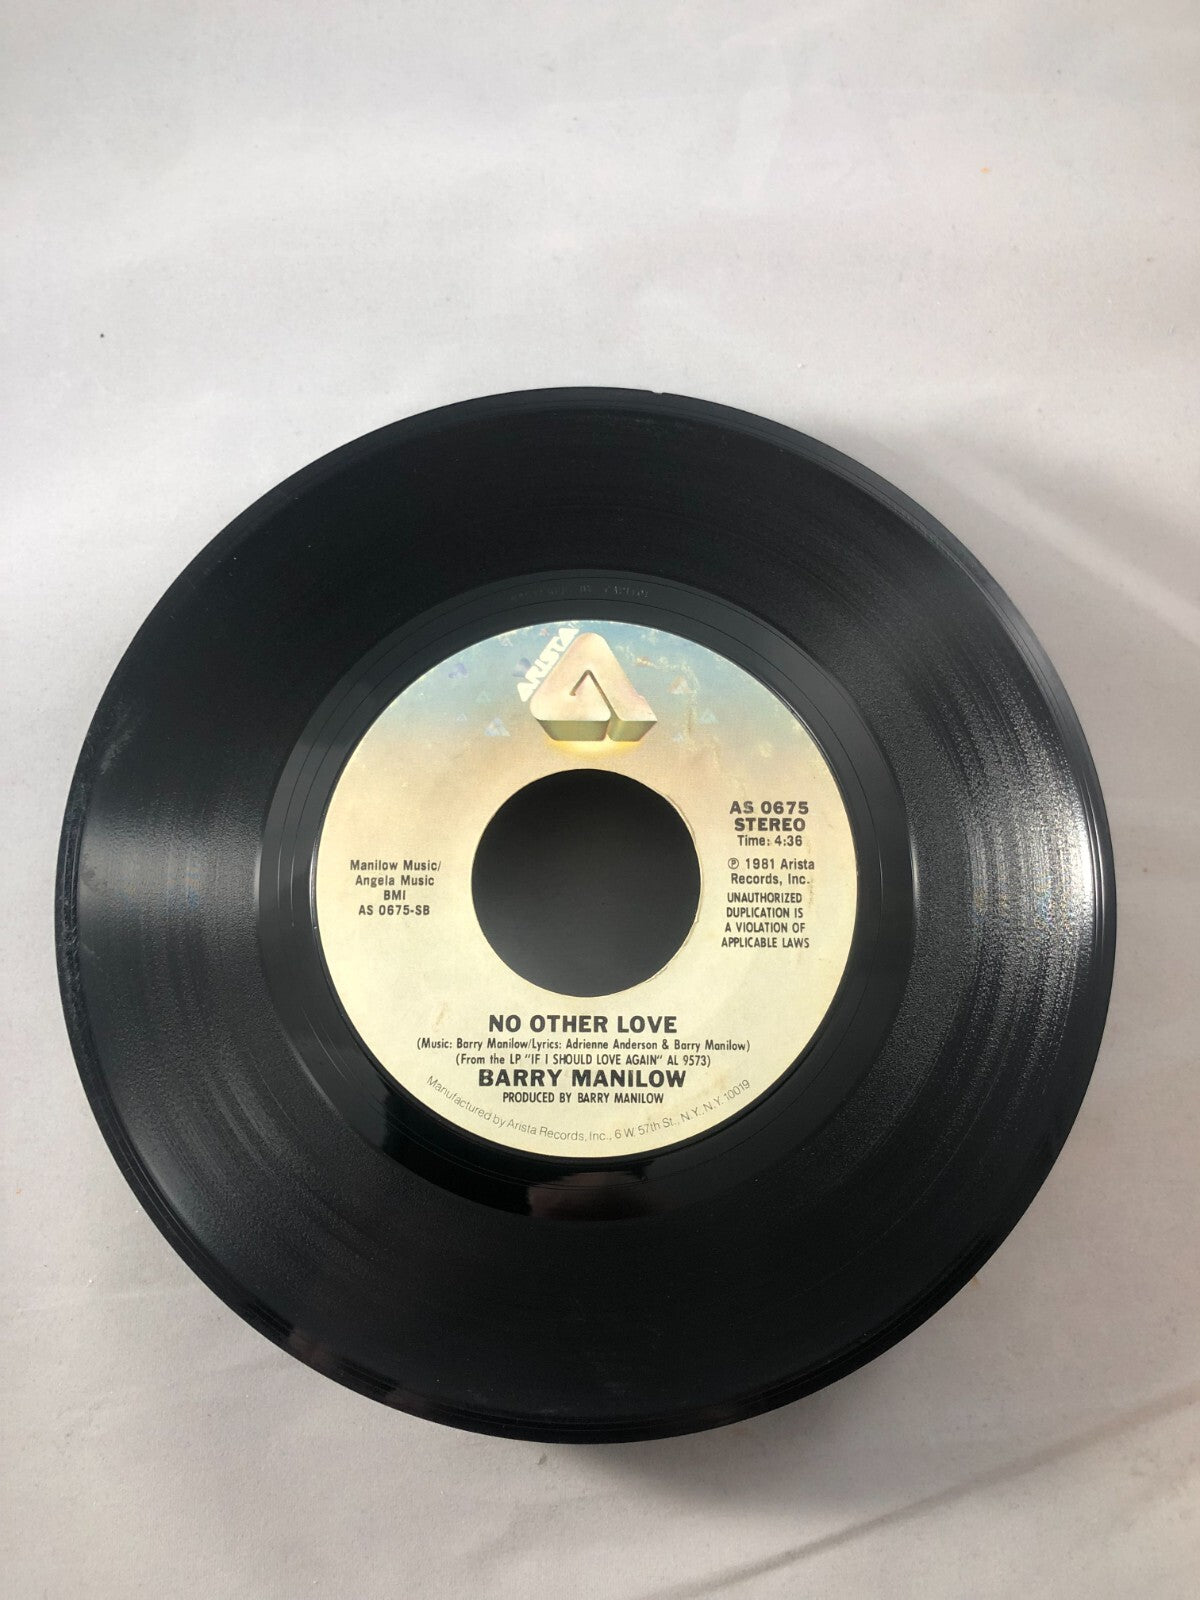 ARISTA
AS 0675
STEREO
Time: 4:36
℗ 1981 Arista
Records, Inc.
UNAUTHORIZED
DUPLICATION IS
A VIOLATION OF
APPLICABLE LAWS
Manilow Music/
Angela Music
BMI
AS 0675-SB
NO OTHER LOVE
(Music: Barry Manilow/Lyrics: Adrienne Anderson & Barry Manilow)
(From the LP "IF I SHOULD LOVE AGAIN" AL 9573)
BARRY MANILOW
PRODUCED BY BARRY MANILOW
Manufactured by Arista Records, Inc., 6 W. 57th St., N.Y. N.Y. 10019